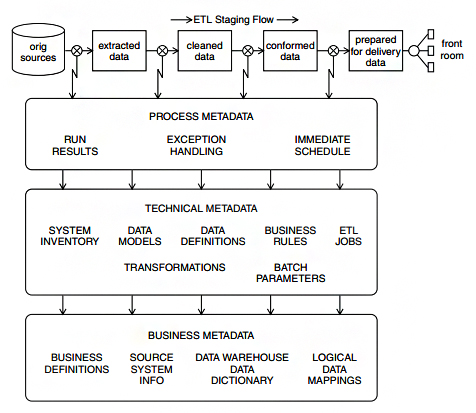 ETL Staging Flow
orig
sources
extracted
data
cleaned
data
conformed
data
prepared
for delivery
data
front
room
PROCESS METADATA
RUN
RESULTS
EXCEPTION
HANDLING
IMMEDIATE
SCHEDULE
TECHNICAL METADATA
SYSTEM
INVENTORY
DATA
MODELS
DATA
DEFINITIONS
BUSINESS
RULES
ETL
JOBS
TRANSFORMATIONS
BATCH
PARAMETERS
BUSINESS METADATA
BUSINESS
DEFINITIONS
SOURCE
SYSTEM
INFO
DATA WAREHOUSE
DATA
DICTIONARY
LOGICAL
DATA
MAPPINGS